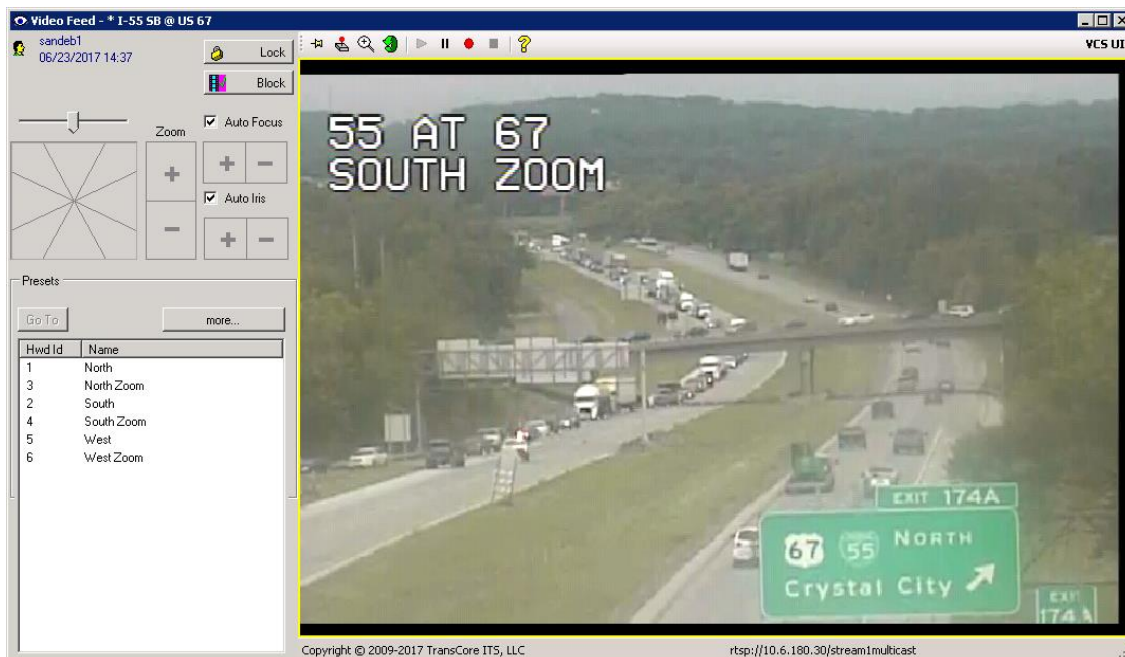 Video Feed - * I-55 SB @ US 67
sandeb1
06/23/2017 14:37
Lock
Block
VCS UI
Zoom
Auto Focus
Auto Iris
Presets
Go To
more...
Hwd Id Name
1 North
3 North Zoom
2 South
4 South Zoom
5 West
6 West Zoom
55 AT 67
SOUTH ZOOM
EXIT 174A
67 55 NORTH
Crystal City
EXIT
174A
Copyright © 2009-2017 TransCore ITS, LLC
rtsp://10.6.180.30/stream1multicast